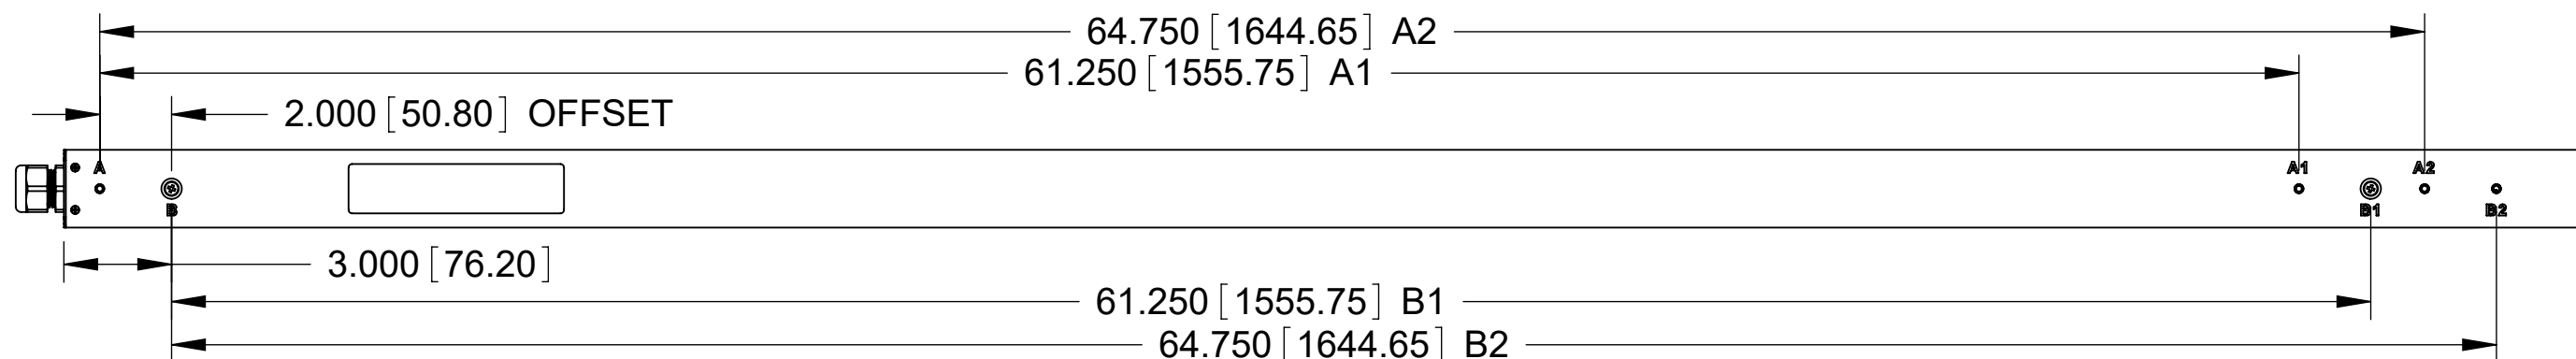 64.750 [1644.65] A2
61.250 [1555.75] A1
2.000 [50.80] OFFSET
A
A1
A2
B
B1
B2
3.000 [76.20]
61.250 [1555.75] B1
64.750 [1644.65] B2